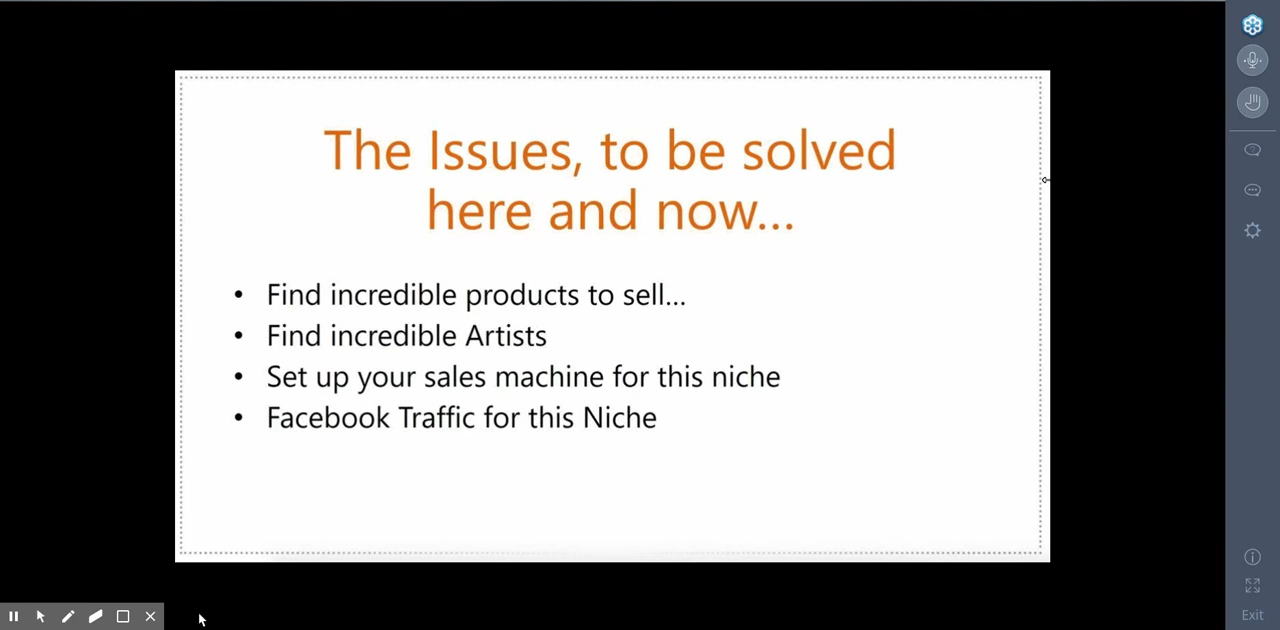 The Issues, to be solved
here and now...
• Find incredible products to sell...
• Find incredible Artists
• Set up your sales machine for this niche
• Facebook Traffic for this Niche
Exit